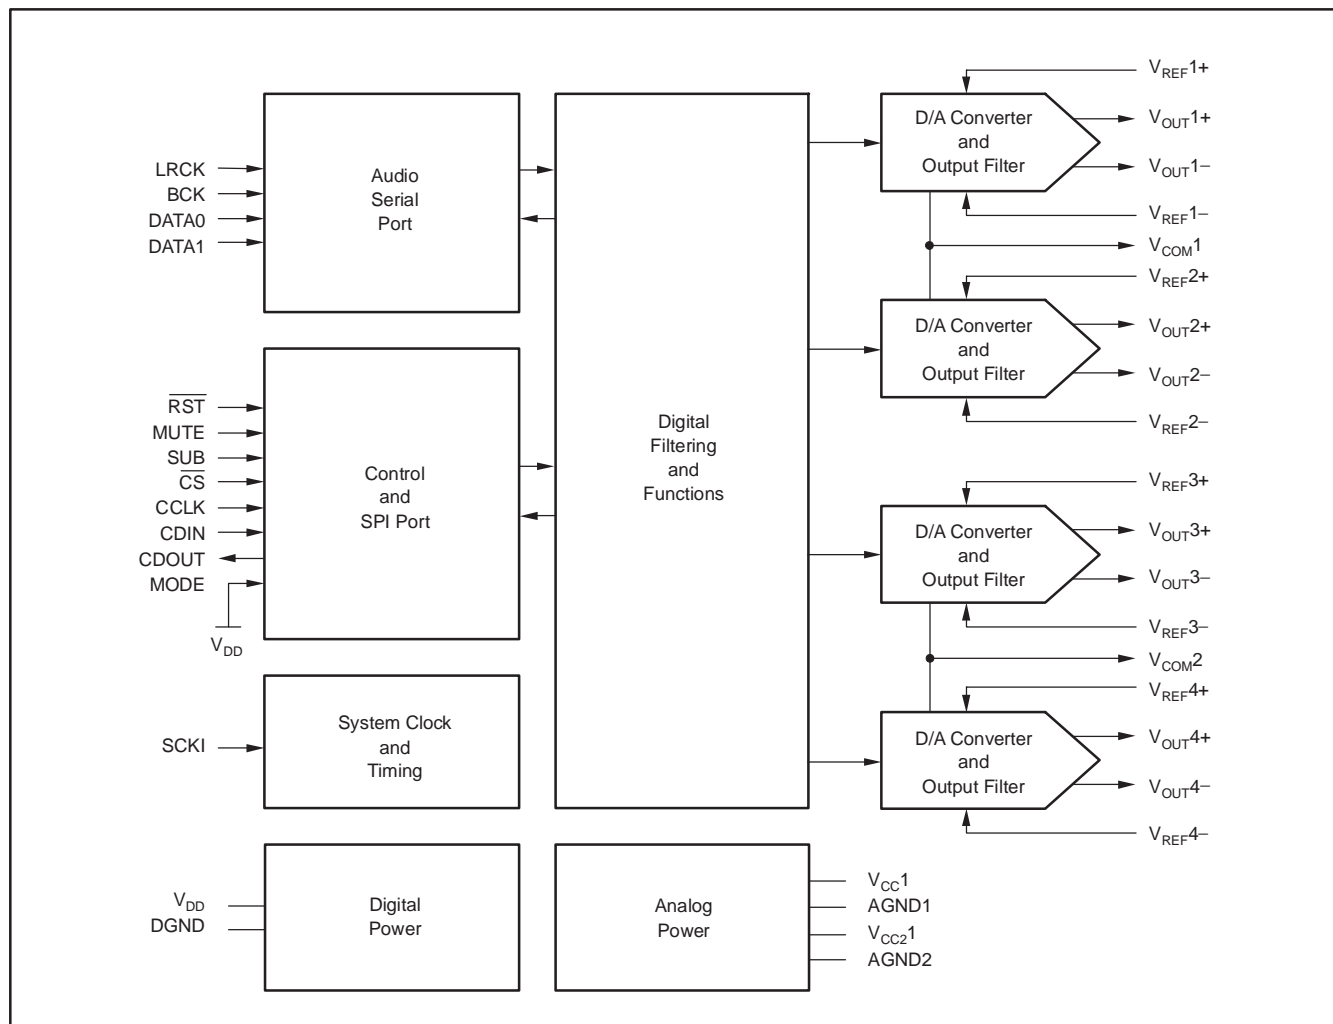 LRCK
BCK
DATA0
DATA1
Audio
Serial
Port
RST
MUTE
SUB
CS
CCLK
CDIN
CDOUT
MODE
VDD
Control
and
SPI Port
SCKI
System Clock
and
Timing
VDD
DGND
Digital
Power
Digital
Filtering
and
Functions
Analog
Power
VCC1
AGND1
VCC21
AGND2
D/A Converter
and
Output Filter
VREF1+
VOUT1+
VOUT1–
VREF1–
VCOM1
D/A Converter
and
Output Filter
VREF2+
VOUT2+
VOUT2–
VREF2–
D/A Converter
and
Output Filter
VREF3+
VOUT3+
VOUT3–
VREF3–
VCOM2
D/A Converter
and
Output Filter
VREF4+
VOUT4+
VOUT4–
VREF4–